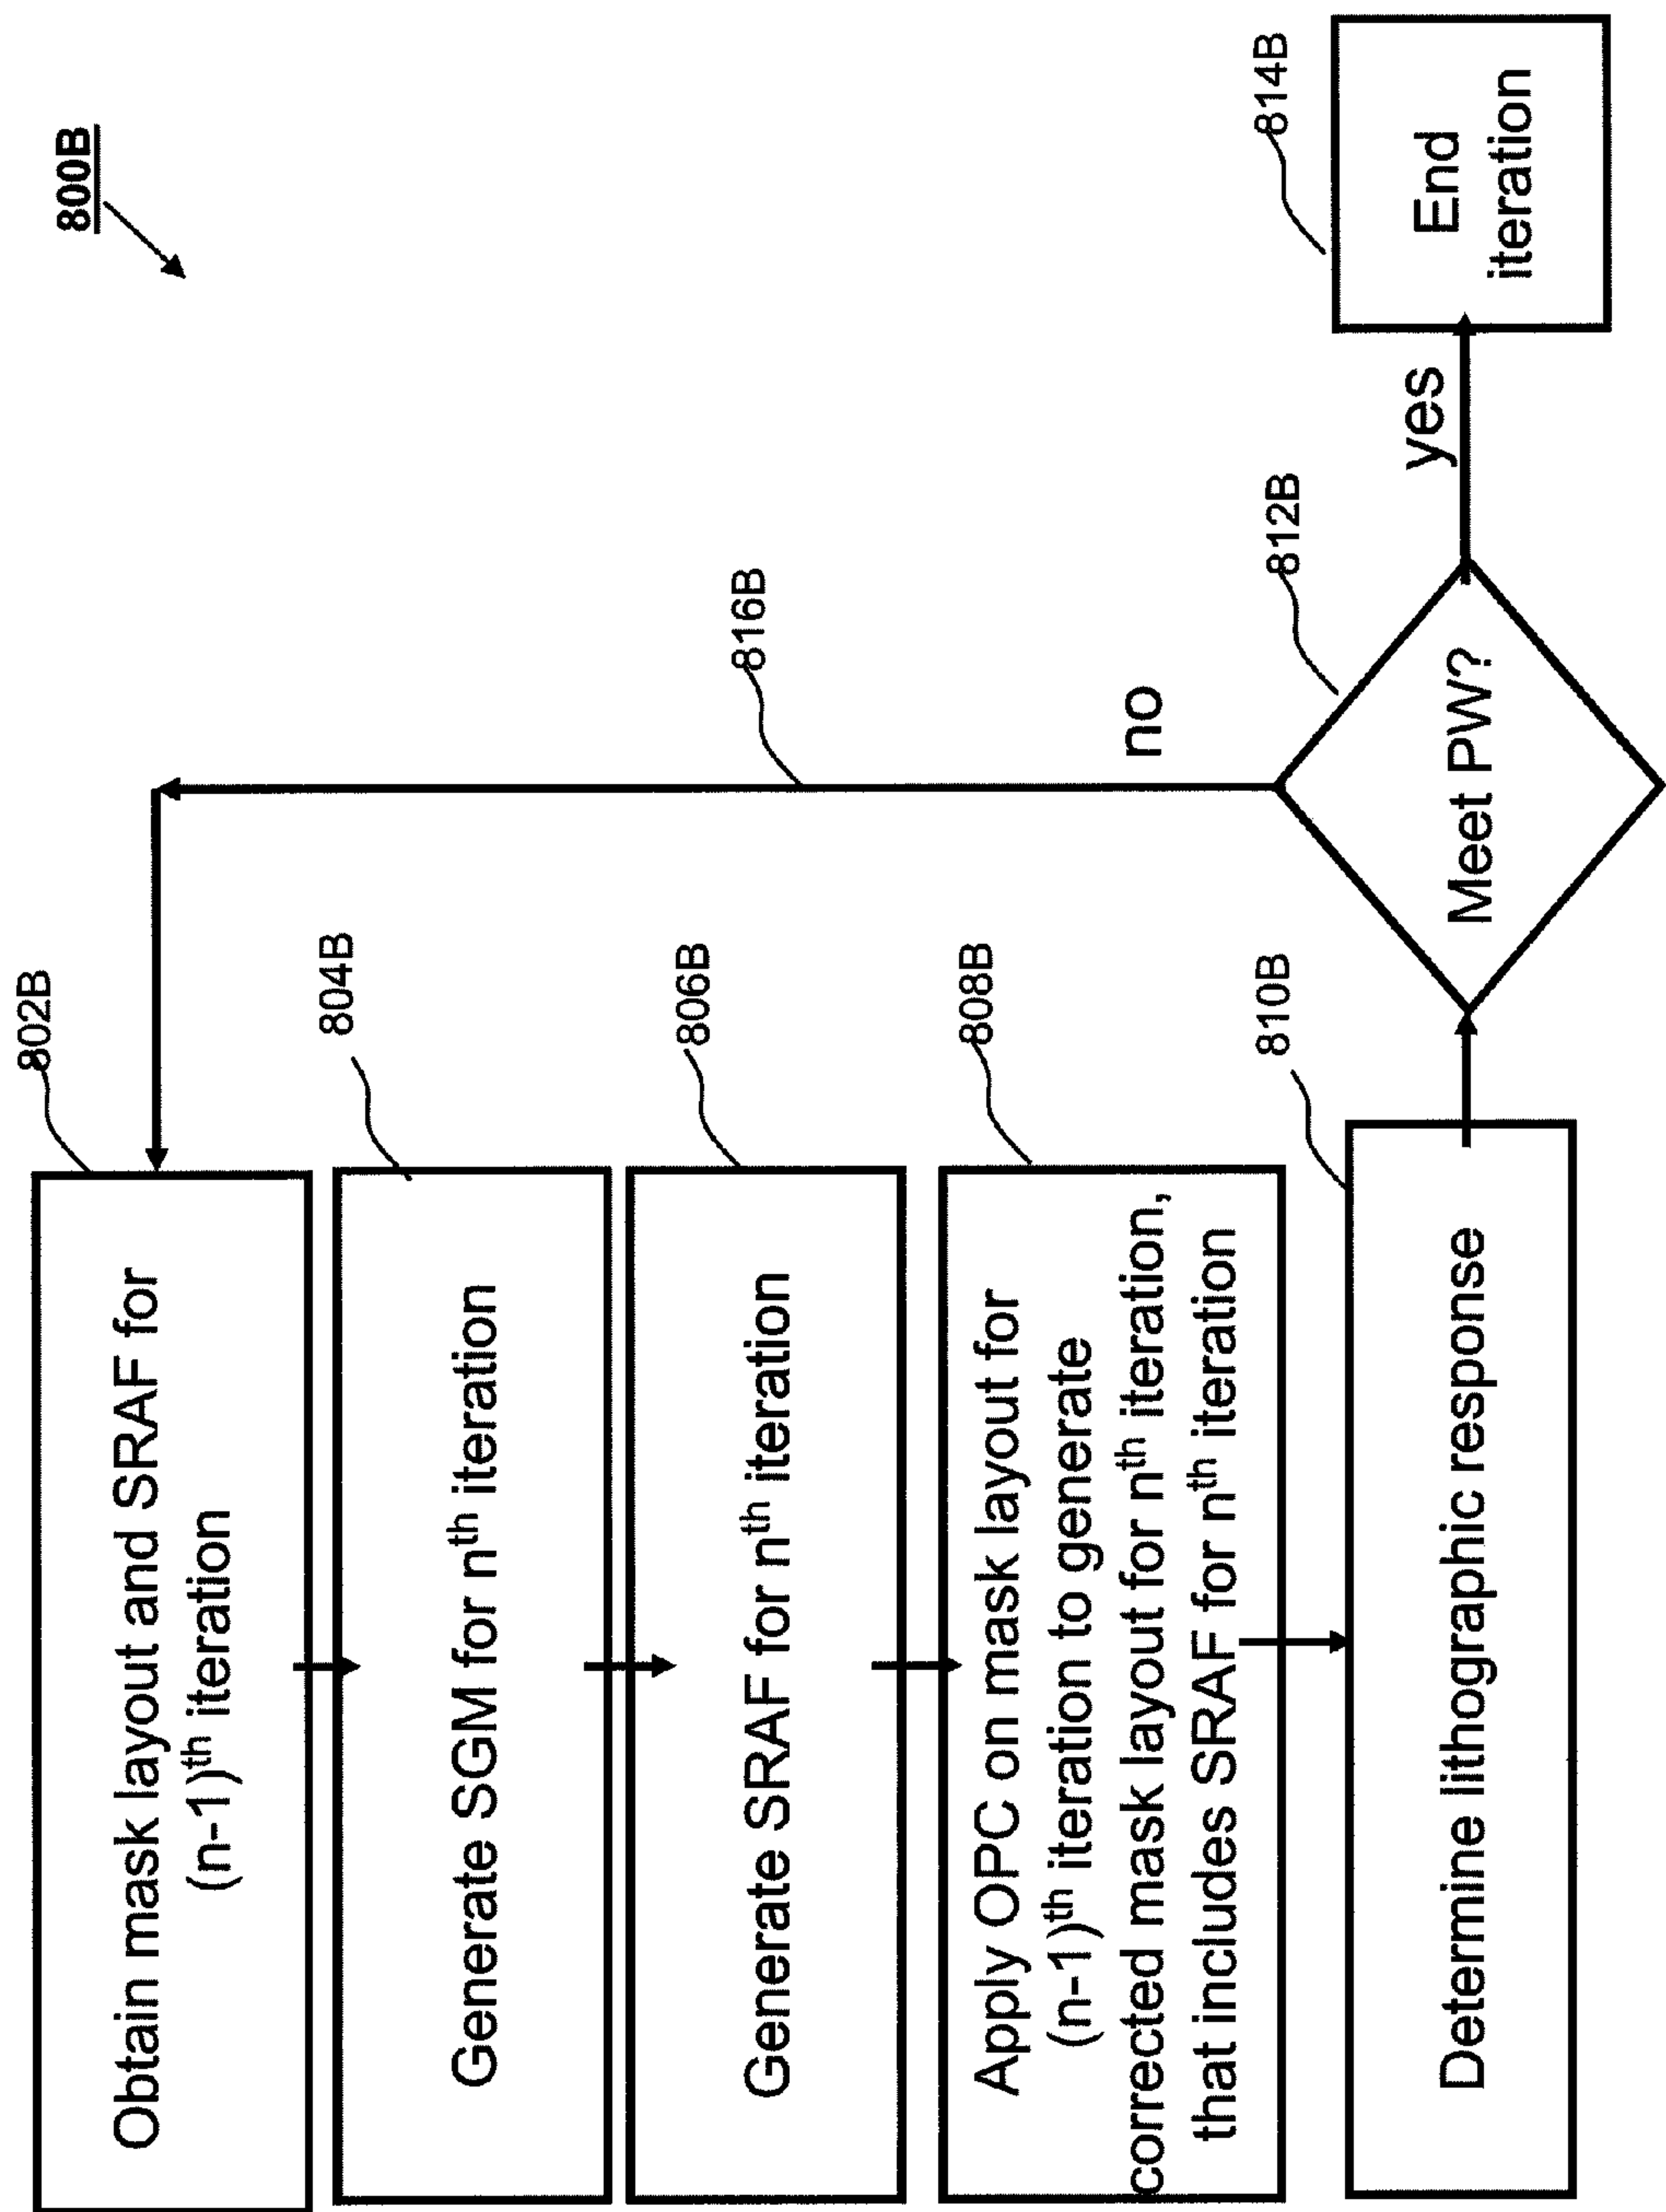 800B
802B
Obtain mask layout and SRAF for
(n-1)th iteration
804B
Generate SGM for nth iteration
806B
Generate SRAF for nth iteration
808B
Apply OPC on mask layout for
(n-1)th iteration to generate
corrected mask layout for nth iteration,
that includes SRAF for nth iteration
810B
Determine lithographic response
812B
Meet PW?
816B
no
yes
814B
End
iteration